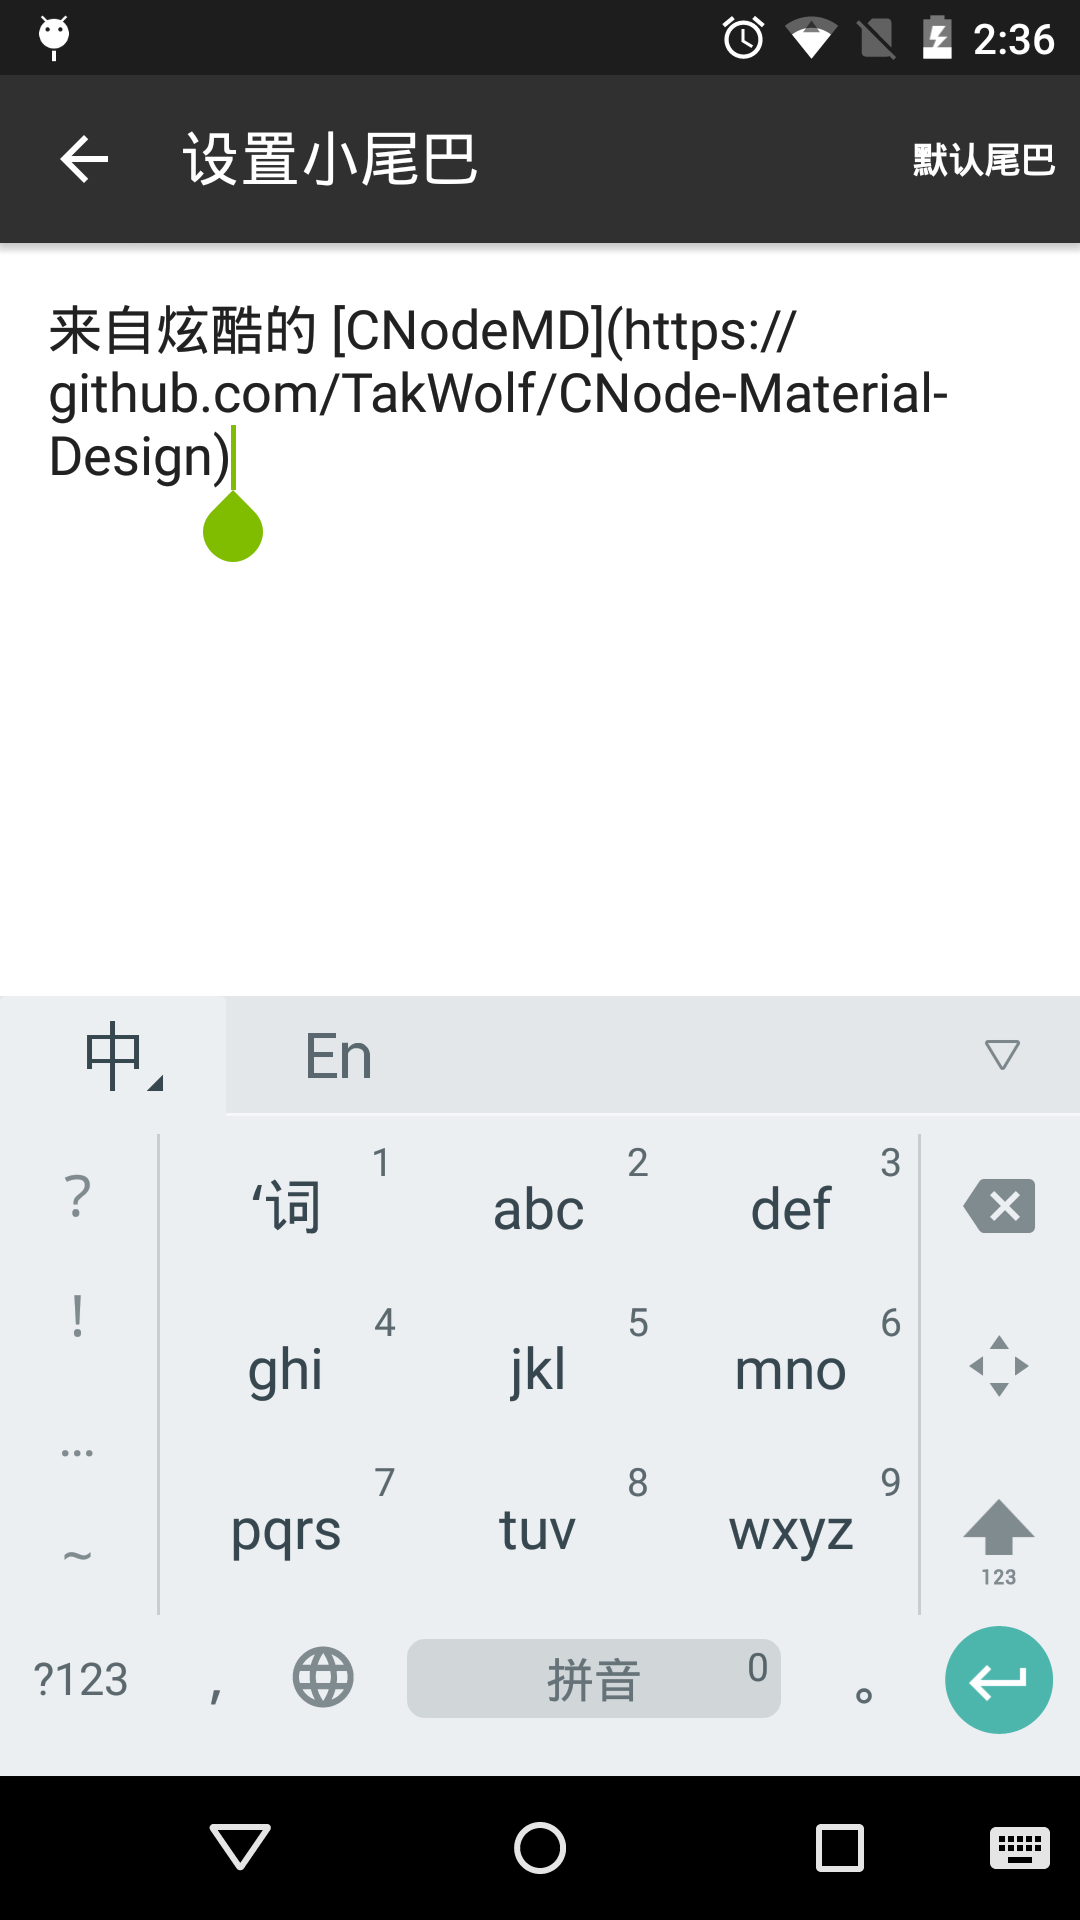 2:36
设置小尾巴
默认尾巴
来自炫酷的 [CNodeMD](https://
github.com/TakWolf/CNode-Material-
Design)
中 En
? ‘词 1 abc 2 def 3
! ghi 4 jkl 5 mno 6
...
~ pqrs 7 tuv 8 wxyz 9
123
?123 , 拼音 0 。